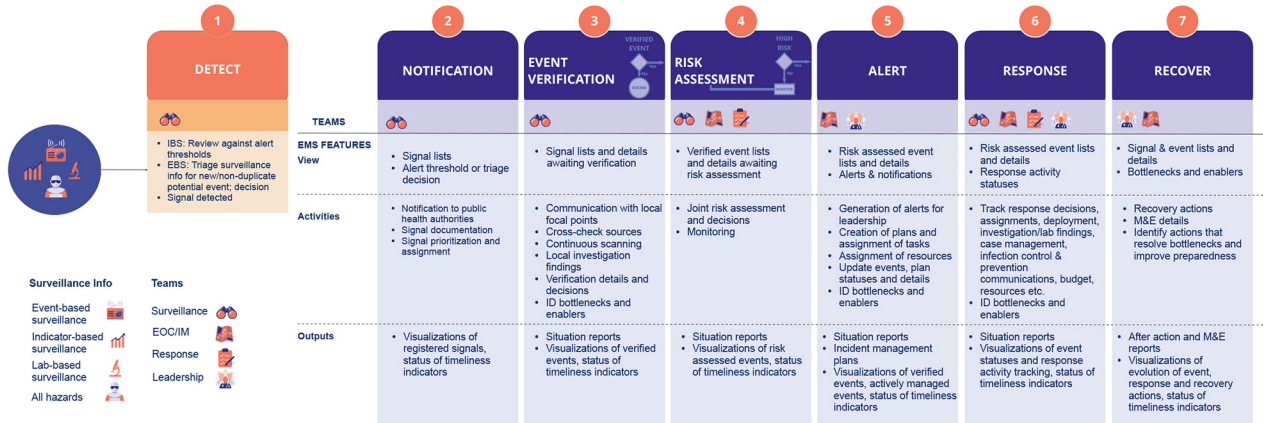 1
2
3
4
5
6
7
DETECT
NOTIFICATION
EVENT
VERIFICATION
VERIFIED
EVENT
Yes
No
DISCARD
RISK
ASSESSMENT
HIGH
RISK
Yes
No
MONITOR
ALERT
RESPONSE
RECOVER
TEAMS
• IBS: Review against alert
thresholds
• EBS: Triage surveillance
info for new/non-duplicate
potential event; decision
• Signal detected
EMS FEATURES
View
• Signal lists
• Alert threshold or triage
decision
• Signal lists and details
awaiting verification
• Verified event lists
and details awaiting
risk assessment
• Risk assessed event
lists and details
• Alerts & notifications
• Risk assessed event lists
and details
• Response activity
statuses
• Signal & event lists and
details
• Bottlenecks and enablers
Activities
• Notification to public
health authorities
• Signal documentation
• Signal prioritization and
assignment
• Communication with local
focal points
• Cross-check sources
• Continuous scanning
• Local investigation
findings
• Verification details and
decisions
• ID bottlenecks and
enablers
• Joint risk assessment
and decisions
• Monitoring
• Generation of alerts for
leadership
• Creation of plans and
assignment of tasks
• Assignment of resources
• Update events, plan
statuses and details
• ID bottlenecks and
enablers
• Track response decisions,
assignments, deployment,
investigation/lab findings,
case management,
infection control &
prevention
communications, budget,
resources etc.
• ID bottlenecks and
enablers
• Recovery actions
• M&E details
• Identify actions that
resolve bottlenecks and
improve preparedness
Outputs
• Visualizations of
registered signals,
status of timeliness
indicators
• Situation reports
• Visualizations of verified
events, status of
timeliness indicators
• Situation reports
• Visualizations of risk
assessed events, status
of timeliness indicators
• Situation reports
• Incident management
plans
• Visualizations of verified
events, actively managed
events, status of timeliness
indicators
• Situation reports
• Visualizations of event
statuses and response
activity tracking, status of
timeliness indicators
• After action and M&E
reports
• Visualizations of
evolution of event,
response and recovery
actions, status of
timeliness indicators
Surveillance Info
Event-based
surveillance
Indicator-based
surveillance
Lab-based
surveillance
All hazards
Teams
Surveillance
EOC/IM
Response
Leadership